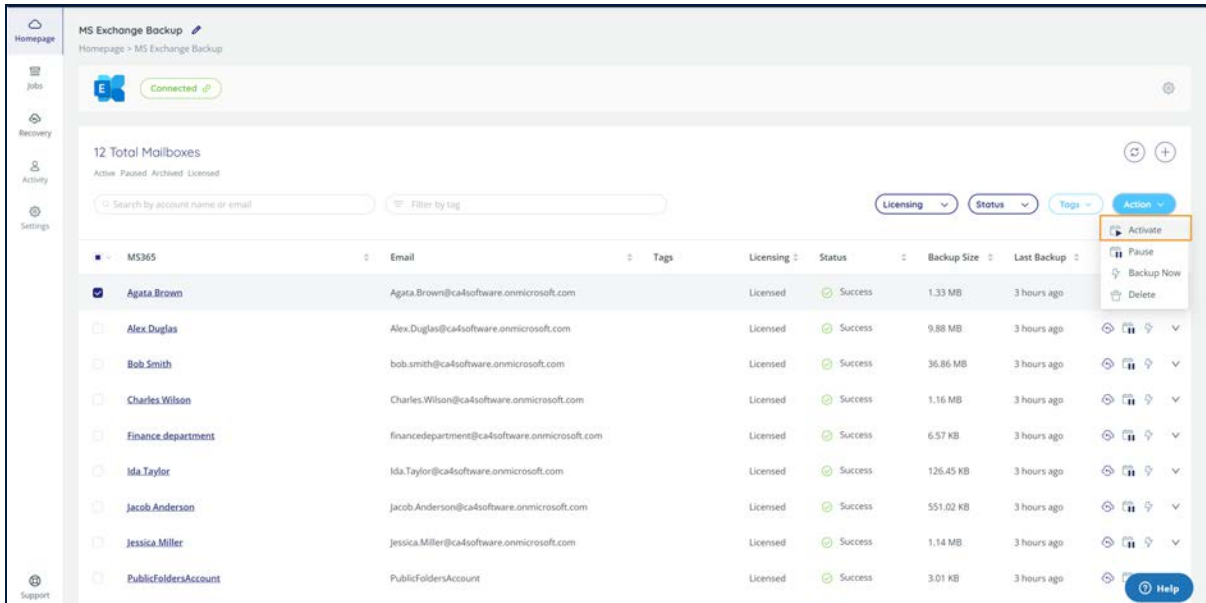 Homepage
Jobs
Recovery
Activity
Settings
Support
MS Exchange Backup
Homepage > MS Exchange Backup
E Connected
12 Total Mailboxes
Active Paused Archived Licensed
Search by account name or email Filter by tag Licensing Status Tags Action
Activate
Pause
Backup Now
Delete
MS365 Email Tags Licensing Status Backup Size Last Backup
Agata Brown Agata.Brown@ca4software.onmicrosoft.com Licensed Success 1.33 MB 3 hours ago
Alex Duglas Alex.Duglas@ca4software.onmicrosoft.com Licensed Success 9.88 MB 3 hours ago
Bob Smith bob.smith@ca4software.onmicrosoft.com Licensed Success 36.86 MB 3 hours ago
Charles Wilson Charles.Wilson@ca4software.onmicrosoft.com Licensed Success 1.16 MB 3 hours ago
Finance department financedepartment@ca4software.onmicrosoft.com Licensed Success 6.57 KB 3 hours ago
Ida Taylor Ida.Taylor@ca4software.onmicrosoft.com Licensed Success 126.45 KB 3 hours ago
Jacob Anderson Jacob.Anderson@ca4software.onmicrosoft.com Licensed Success 551.02 KB 3 hours ago
Jessica Miller Jessica.Miller@ca4software.onmicrosoft.com Licensed Success 1.14 MB 3 hours ago
PublicFoldersAccount PublicFoldersAccount Licensed Success 3.01 KB 3 hours ago
Help